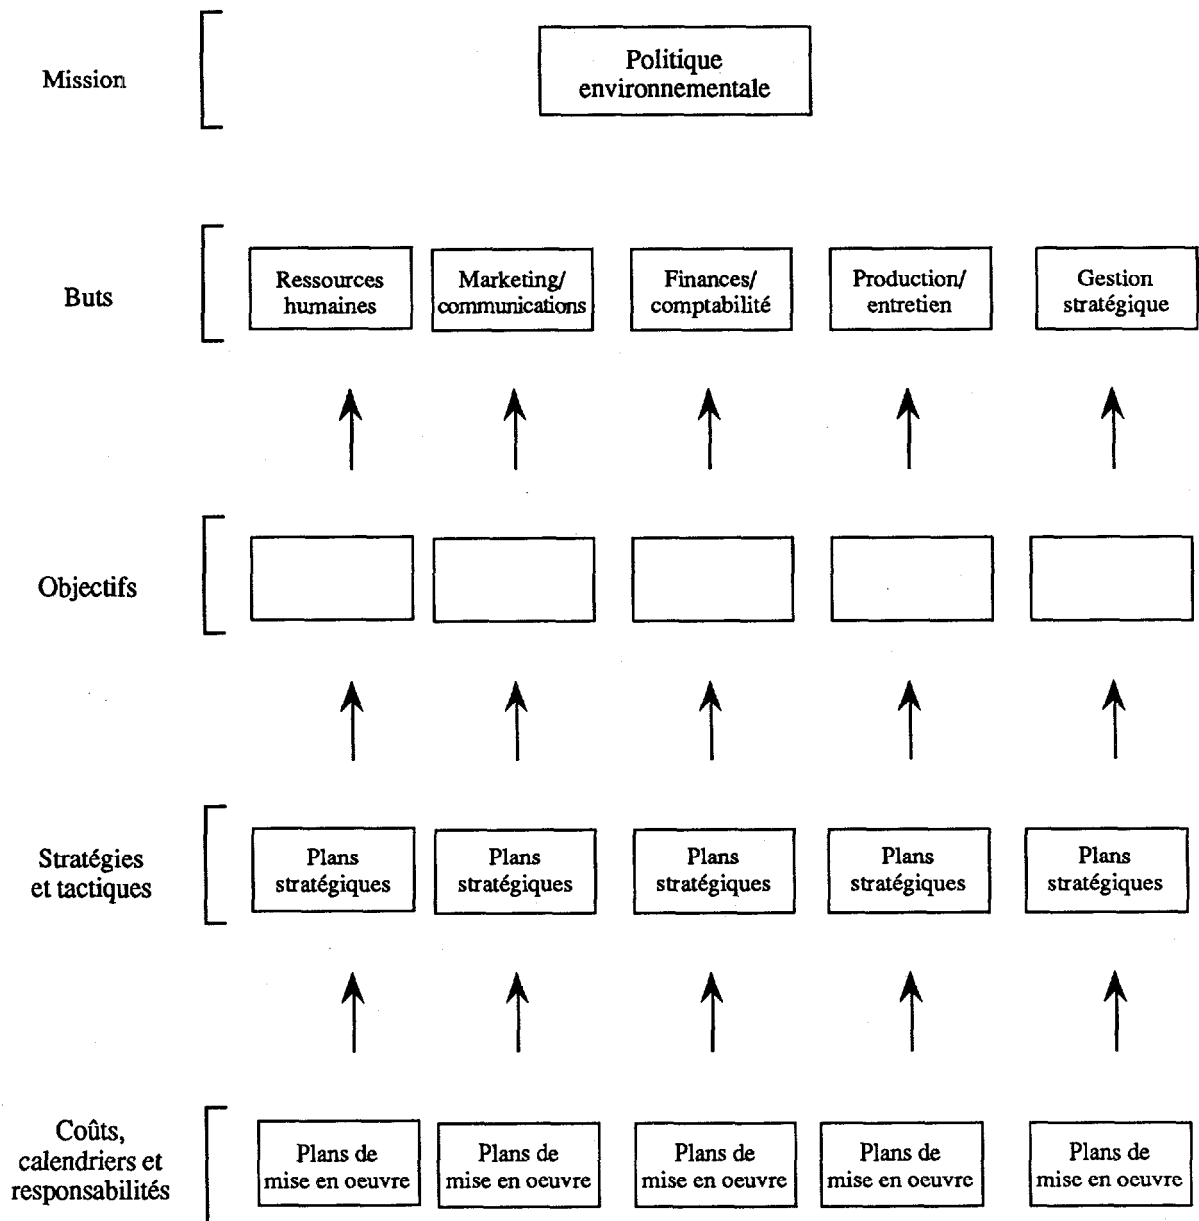 Mission
Politique
environnementale
Buts
Ressources
humaines
Marketing/
communications
Finances/
comptabilité
Production/
entretien
Gestion
stratégique
Objectifs
Stratégies
et tactiques
Plans
stratégiques
Plans
stratégiques
Plans
stratégiques
Plans
stratégiques
Plans
stratégiques
Coûts,
calendriers et
responsabilités
Plans de
mise en oeuvre
Plans de
mise en oeuvre
Plans de
mise en oeuvre
Plans de
mise en oeuvre
Plans de
mise en oeuvre